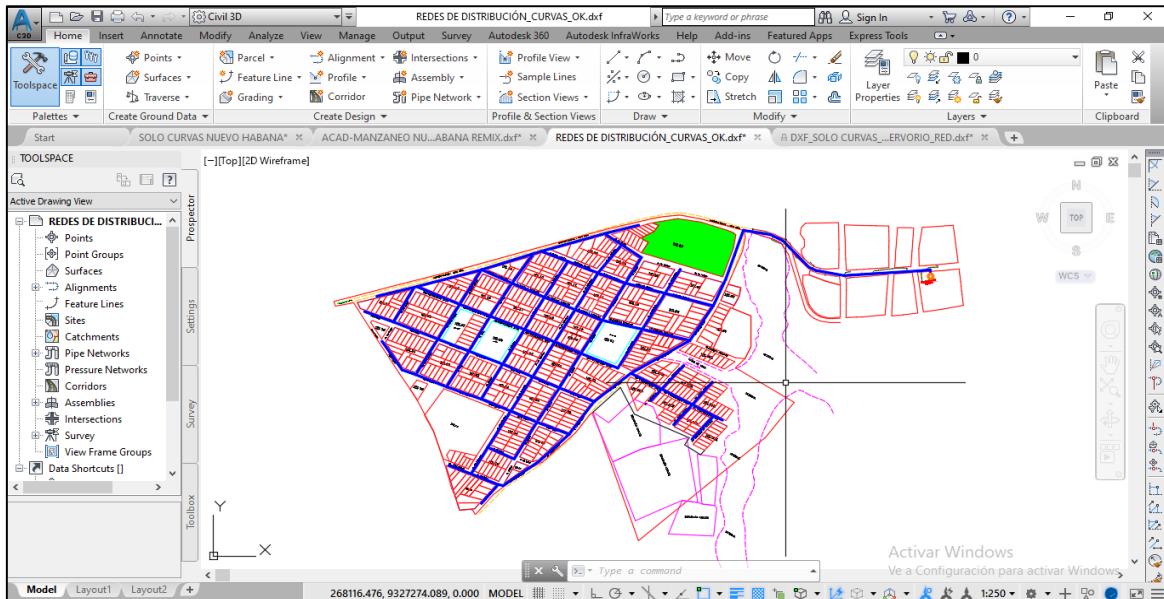 Civil 3D
REDES DE DISTRIBUCIÓN_CURVAS_OK.dxf
Type a keyword or phrase
Sign In
C3D
Home Insert Annotate Modify Analyze View Manage Output Survey Autodesk 360 Autodesk InfraWorks Help Add-ins Featured Apps Express Tools
Toolspace
Points
Surfaces
Traverse
Parcel
Feature Line
Grading
Alignment
Profile
Corridor
Intersections
Assembly
Pipe Network
Profile View
Sample Lines
Section Views
Move
Copy
Stretch
Layer
Properties
0
Paste
Palettes Create Ground Data Create Design Profile & Section Views Draw Modify Layers Clipboard
Start SOLO CURVAS NUEVO HABANA* ACAD-MANZANEO NU...ABANA REMIX.dxf* REDES DE DISTRIBUCIÓN_CURVAS_OK.dxf* DXF_SOLO CURVAS_...ERVORIO_RED.dxf*
TOOLSPACE
[−][Top][2D Wireframe]
Active Drawing View
REDES DE DISTRIBUCI...
Points
Point Groups
Surfaces
Alignments
Feature Lines
Sites
Catchments
Pipe Networks
Pressure Networks
Corridors
Assemblies
Intersections
Survey
View Frame Groups
Data Shortcuts []
Prospector
Settings
Survey
Toolbox
N
W TOP E
S
WCS
Y
X
Activar Windows
Ve a Configuración para activar Windows.
Type a command
Model Layout1 Layout2
268116.476, 9327274.089, 0.000 MODEL 1:250